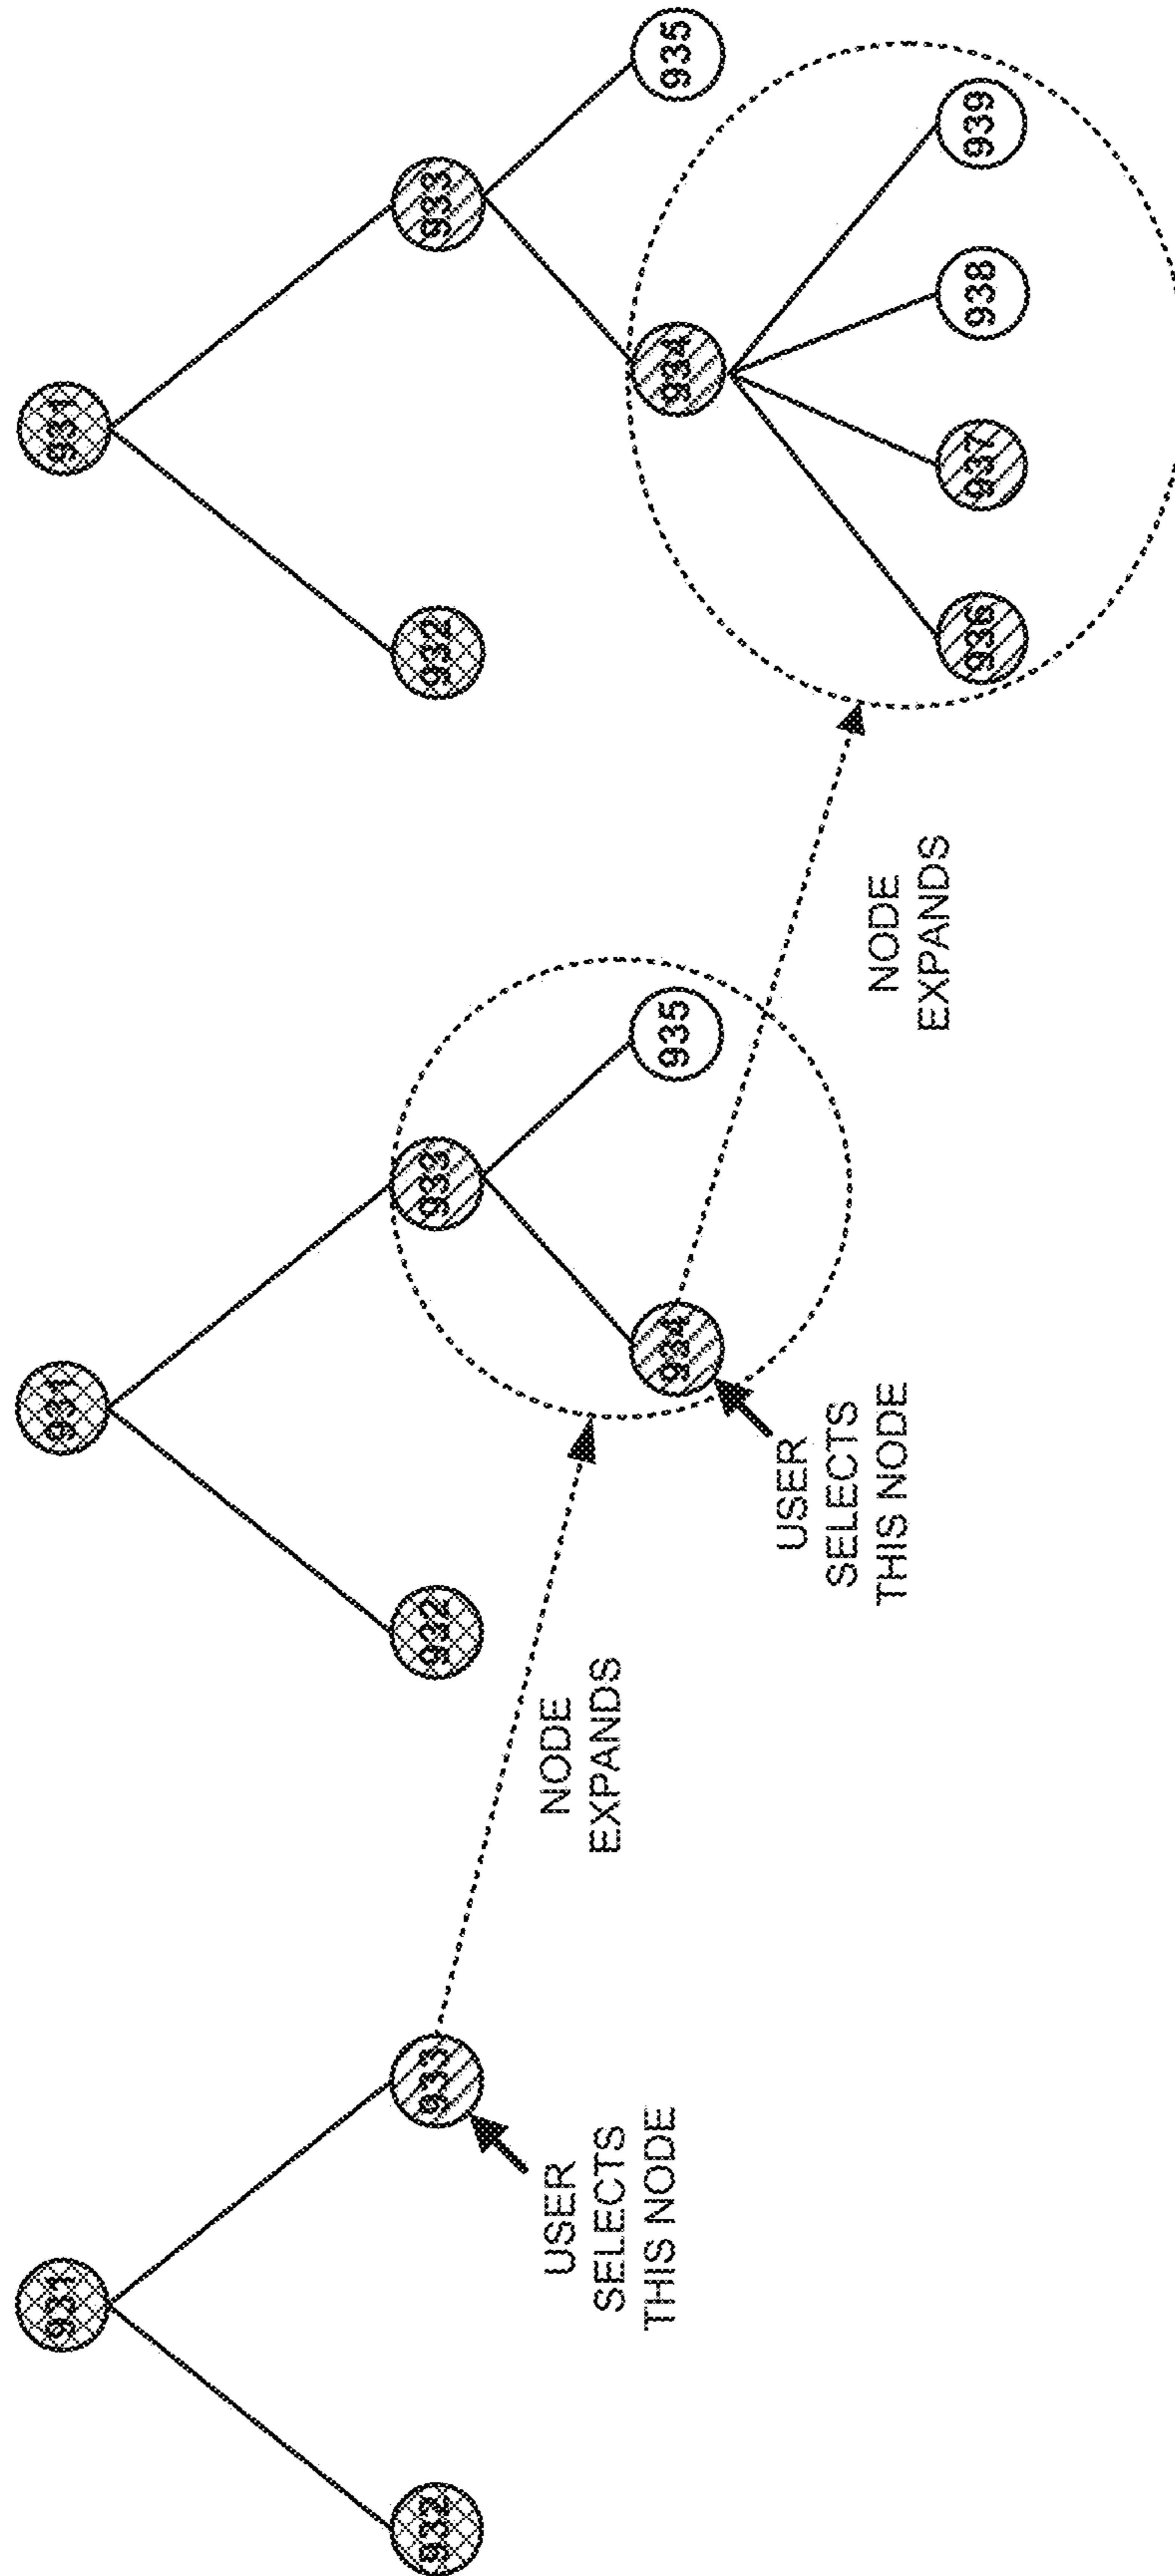 931
932
933
USER
SELECTS
THIS NODE
NODE
EXPANDS
931
932
933
934
935
USER
SELECTS
THIS NODE
NODE
EXPANDS
931
932
933
934
935
936
937
938
939